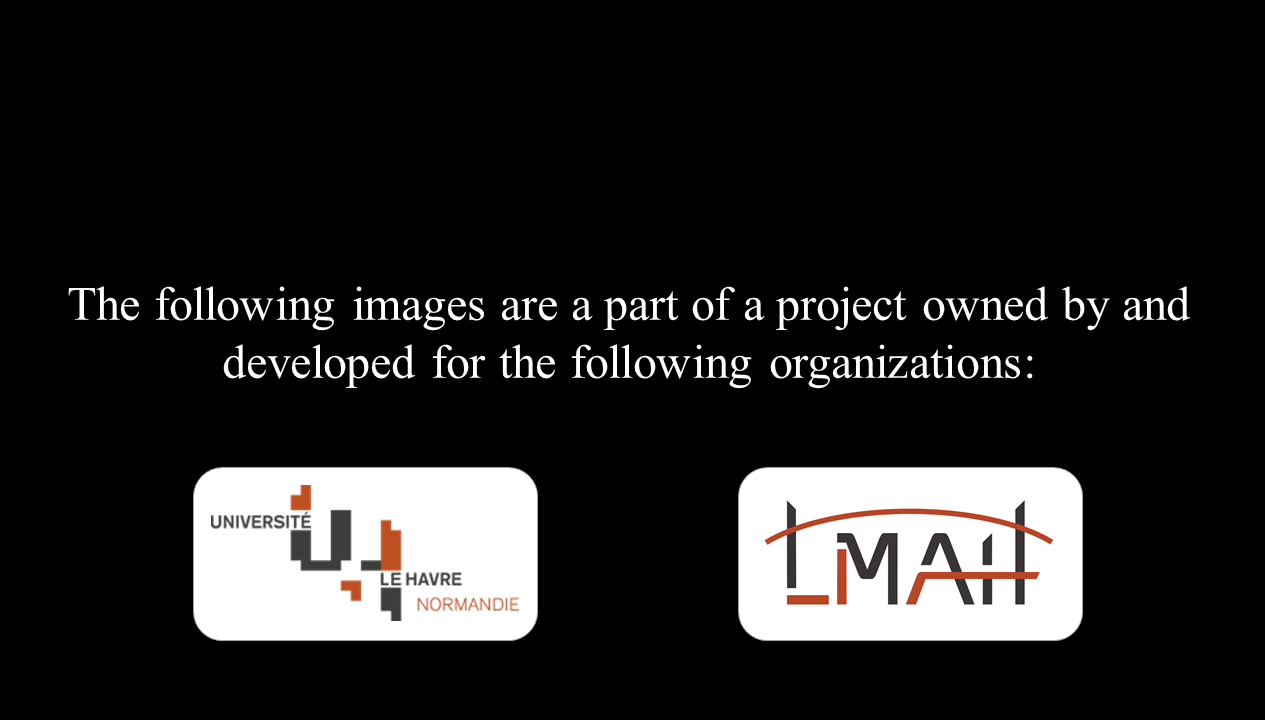 The following images are a part of a project owned by and
developed for the following organizations:
UNIVERSITÉ
LE HAVRE
NORMANDIE
LMAH